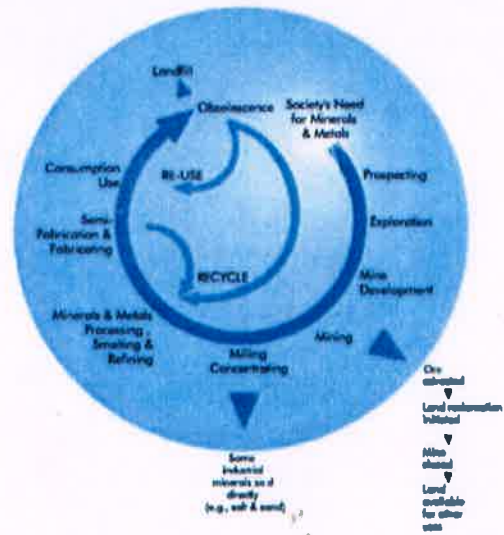 Landfill
Obsolescence
Society's Need
for Minerals
& Metals
Prospecting
Exploration
Mine
Development
Mining
Milling
Concentrating
Minerals & Metals
Processing,
Smelting &
Refining
Semi-
Fabrication &
Fabricating
Consumption
Use
RE-USE
RECYCLE
Some
industrial
minerals sold
directly
(e.g., salt & sand)
Ore
extracted
Land reclamation
initiated
Mine
closed
Land
available
for other
uses